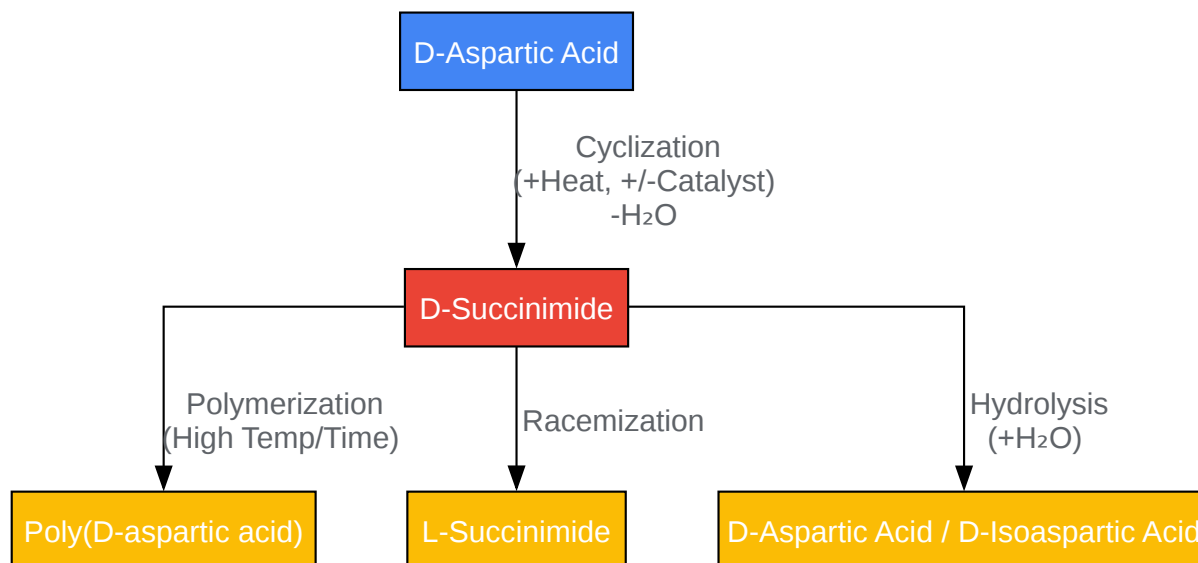 D-Aspartic Acid
Cyclization
(+Heat, +/-Catalyst)
-H₂O
D-Succinimide
Polymerization
(High Temp/Time)
Racemization
Hydrolysis
(+H₂O)
Poly(D-aspartic acid)
L-Succinimide
D-Aspartic Acid / D-Isoaspartic Acid